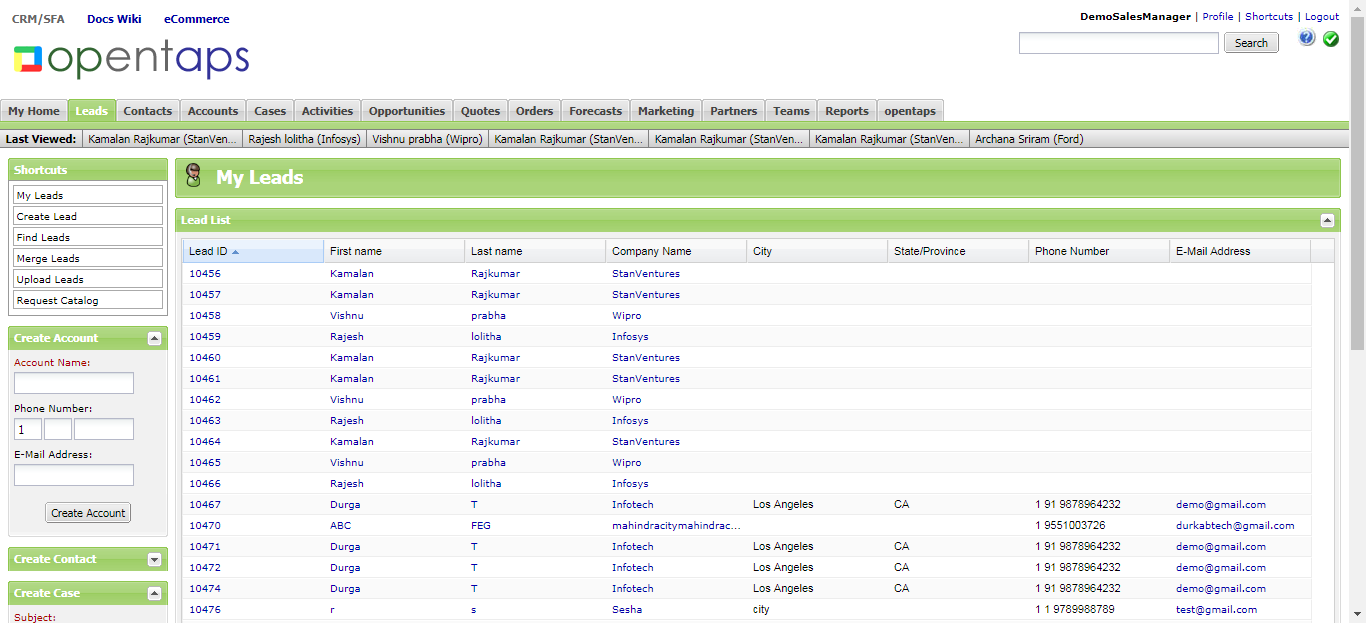 CRM/SFA Docs Wiki eCommerce
DemoSalesManager | Profile | Shortcuts | Logout
opentaps
Search
My Home Leads Contacts Accounts Cases Activities Opportunities Quotes Orders Forecasts Marketing Partners Teams Reports opentaps
Last Viewed: Kamalan Rajkumar (StanVen... Rajesh lolitha (Infosys) Vishnu prabha (Wipro) Kamalan Rajkumar (StanVen... Kamalan Rajkumar (StanVen... Kamalan Rajkumar (StanVen... Archana Sriram (Ford)
Shortcuts
My Leads
Create Lead
Find Leads
Merge Leads
Upload Leads
Request Catalog
Create Account
Account Name:
Phone Number:
1
E-Mail Address:
Create Account
Create Contact
Create Case
Subject:
My Leads
Lead List
Lead ID First name Last name Company Name City State/Province Phone Number E-Mail Address
10456 Kamalan Rajkumar StanVentures
10457 Kamalan Rajkumar StanVentures
10458 Vishnu prabha Wipro
10459 Rajesh lolitha Infosys
10460 Kamalan Rajkumar StanVentures
10461 Kamalan Rajkumar StanVentures
10462 Vishnu prabha Wipro
10463 Rajesh lolitha Infosys
10464 Kamalan Rajkumar StanVentures
10465 Vishnu prabha Wipro
10466 Rajesh lolitha Infosys
10467 Durga T Infotech Los Angeles CA 1 91 9878964232 demo@gmail.com
10470 ABC FEG mahindracitymahindrac... 1 9551003726 durkabtech@gmail.com
10471 Durga T Infotech Los Angeles CA 1 91 9878964232 demo@gmail.com
10472 Durga T Infotech Los Angeles CA 1 91 9878964232 demo@gmail.com
10474 Durga T Infotech Los Angeles CA 1 91 9878964232 demo@gmail.com
10476 r s Sesha city 1 1 9789988789 test@gmail.com